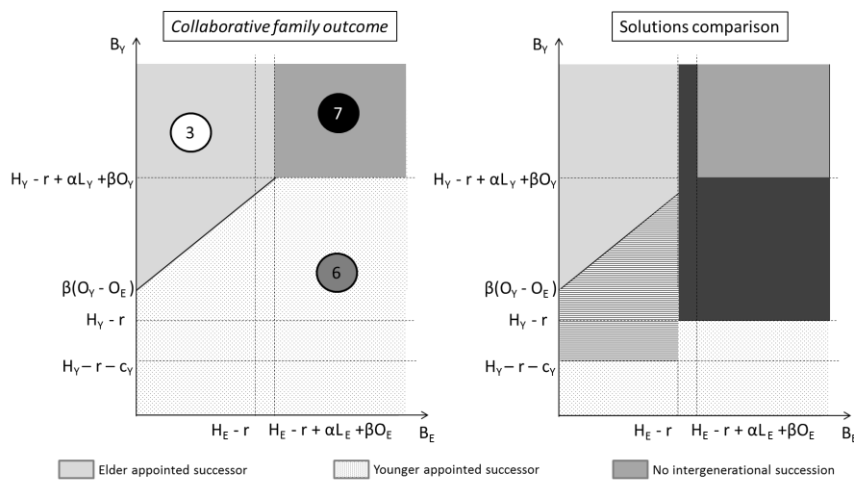 Collaborative family outcome
B_Y
3
7
H_Y - r + αL_Y +βO_Y
6
β(O_Y - O_E)
H_Y - r
H_Y – r – c_Y
H_E - r
H_E - r + αL_E +βO_E
B_E
Solutions comparison
B_Y
H_Y - r + αL_Y +βO_Y
β(O_Y - O_E)
H_Y - r
H_Y – r – c_Y
H_E - r
H_E - r + αL_E +βO_E
B_E
Elder appointed successor
Younger appointed successor
No intergenerational succession